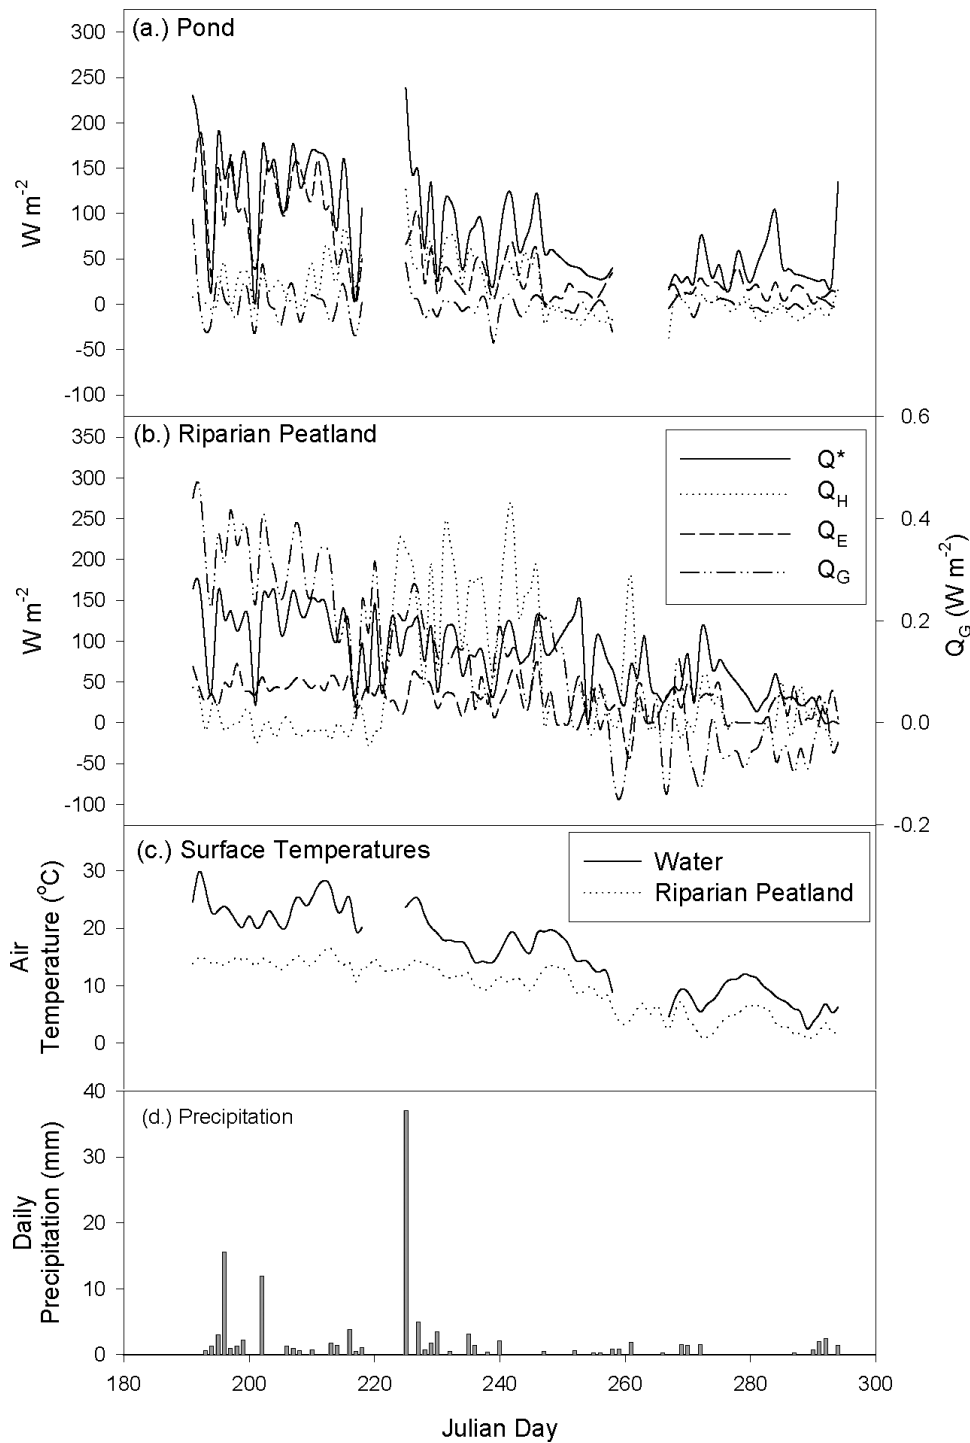 (a.) Pond
300
250
200
150
100
50
0
-50
-100
W m-2
(b.) Riparian Peatland
350
300
250
200
150
100
50
0
-50
-100
W m-2
0.6
0.4
0.2
0.0
-0.2
QG (W m-2)
Q*
QH
QE
QG
(c.) Surface Temperatures
30
20
10
0
Air
Temperature (oC)
Water
Riparian Peatland
(d.) Precipitation
40
30
20
10
0
Daily
Precipitation (mm)
180 200 220 240 260 280 300
Julian Day